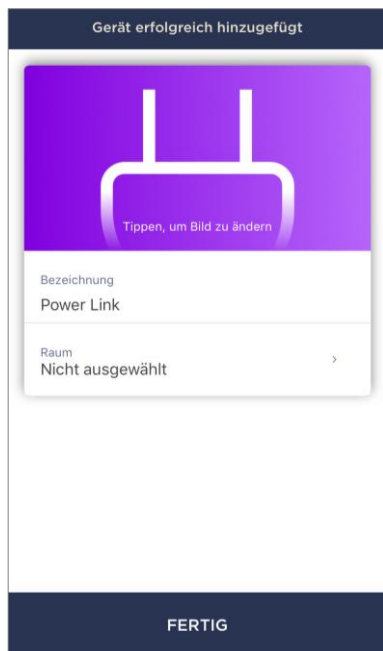 Gerät erfolgreich hinzugefügt
Tippen, um Bild zu ändern
Bezeichnung
Power Link
Raum
Nicht ausgewählt
FERTIG